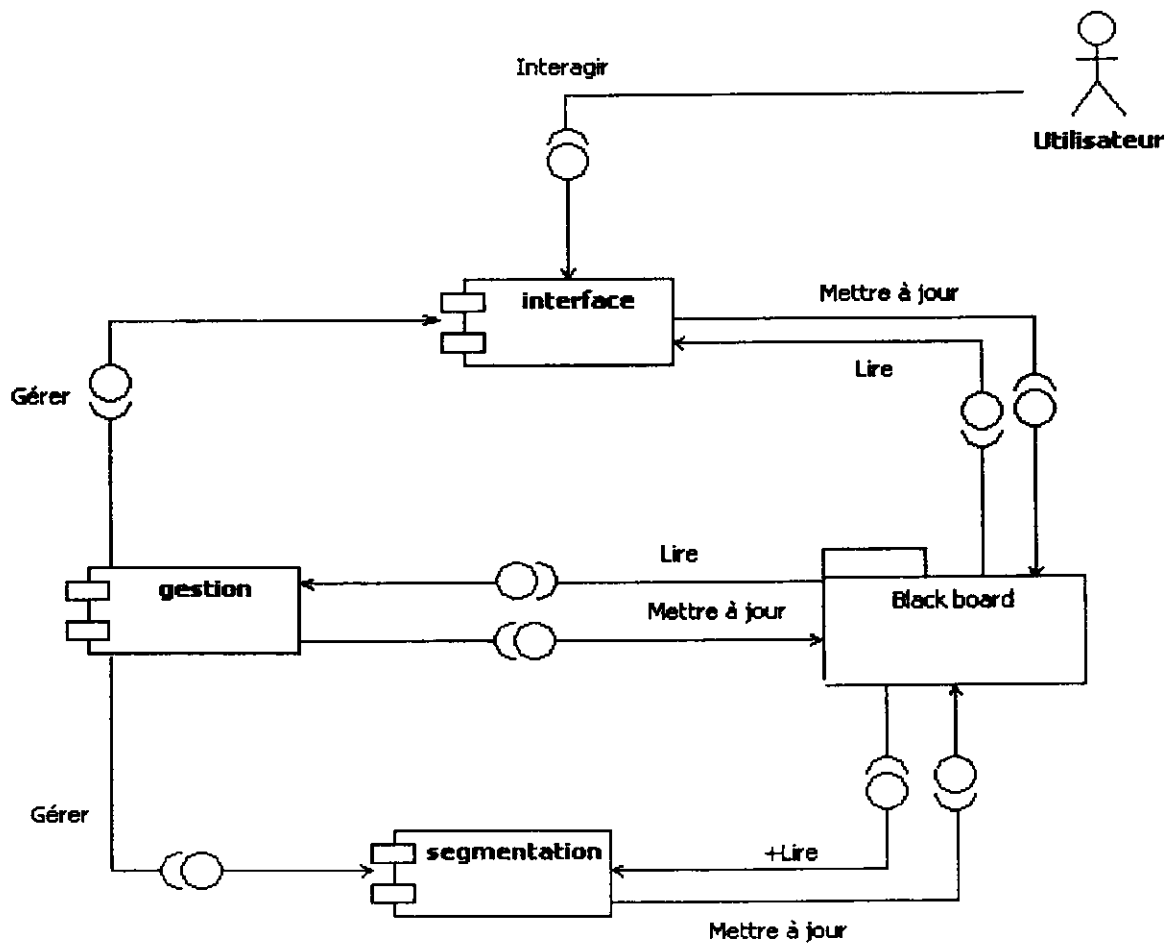 Interagir
Utilisateur
interface
Mettre à jour
Lire
Gérer
Lire
gestion
Black board
Mettre à jour
Gérer
segmentation
+Lire
Mettre à jour